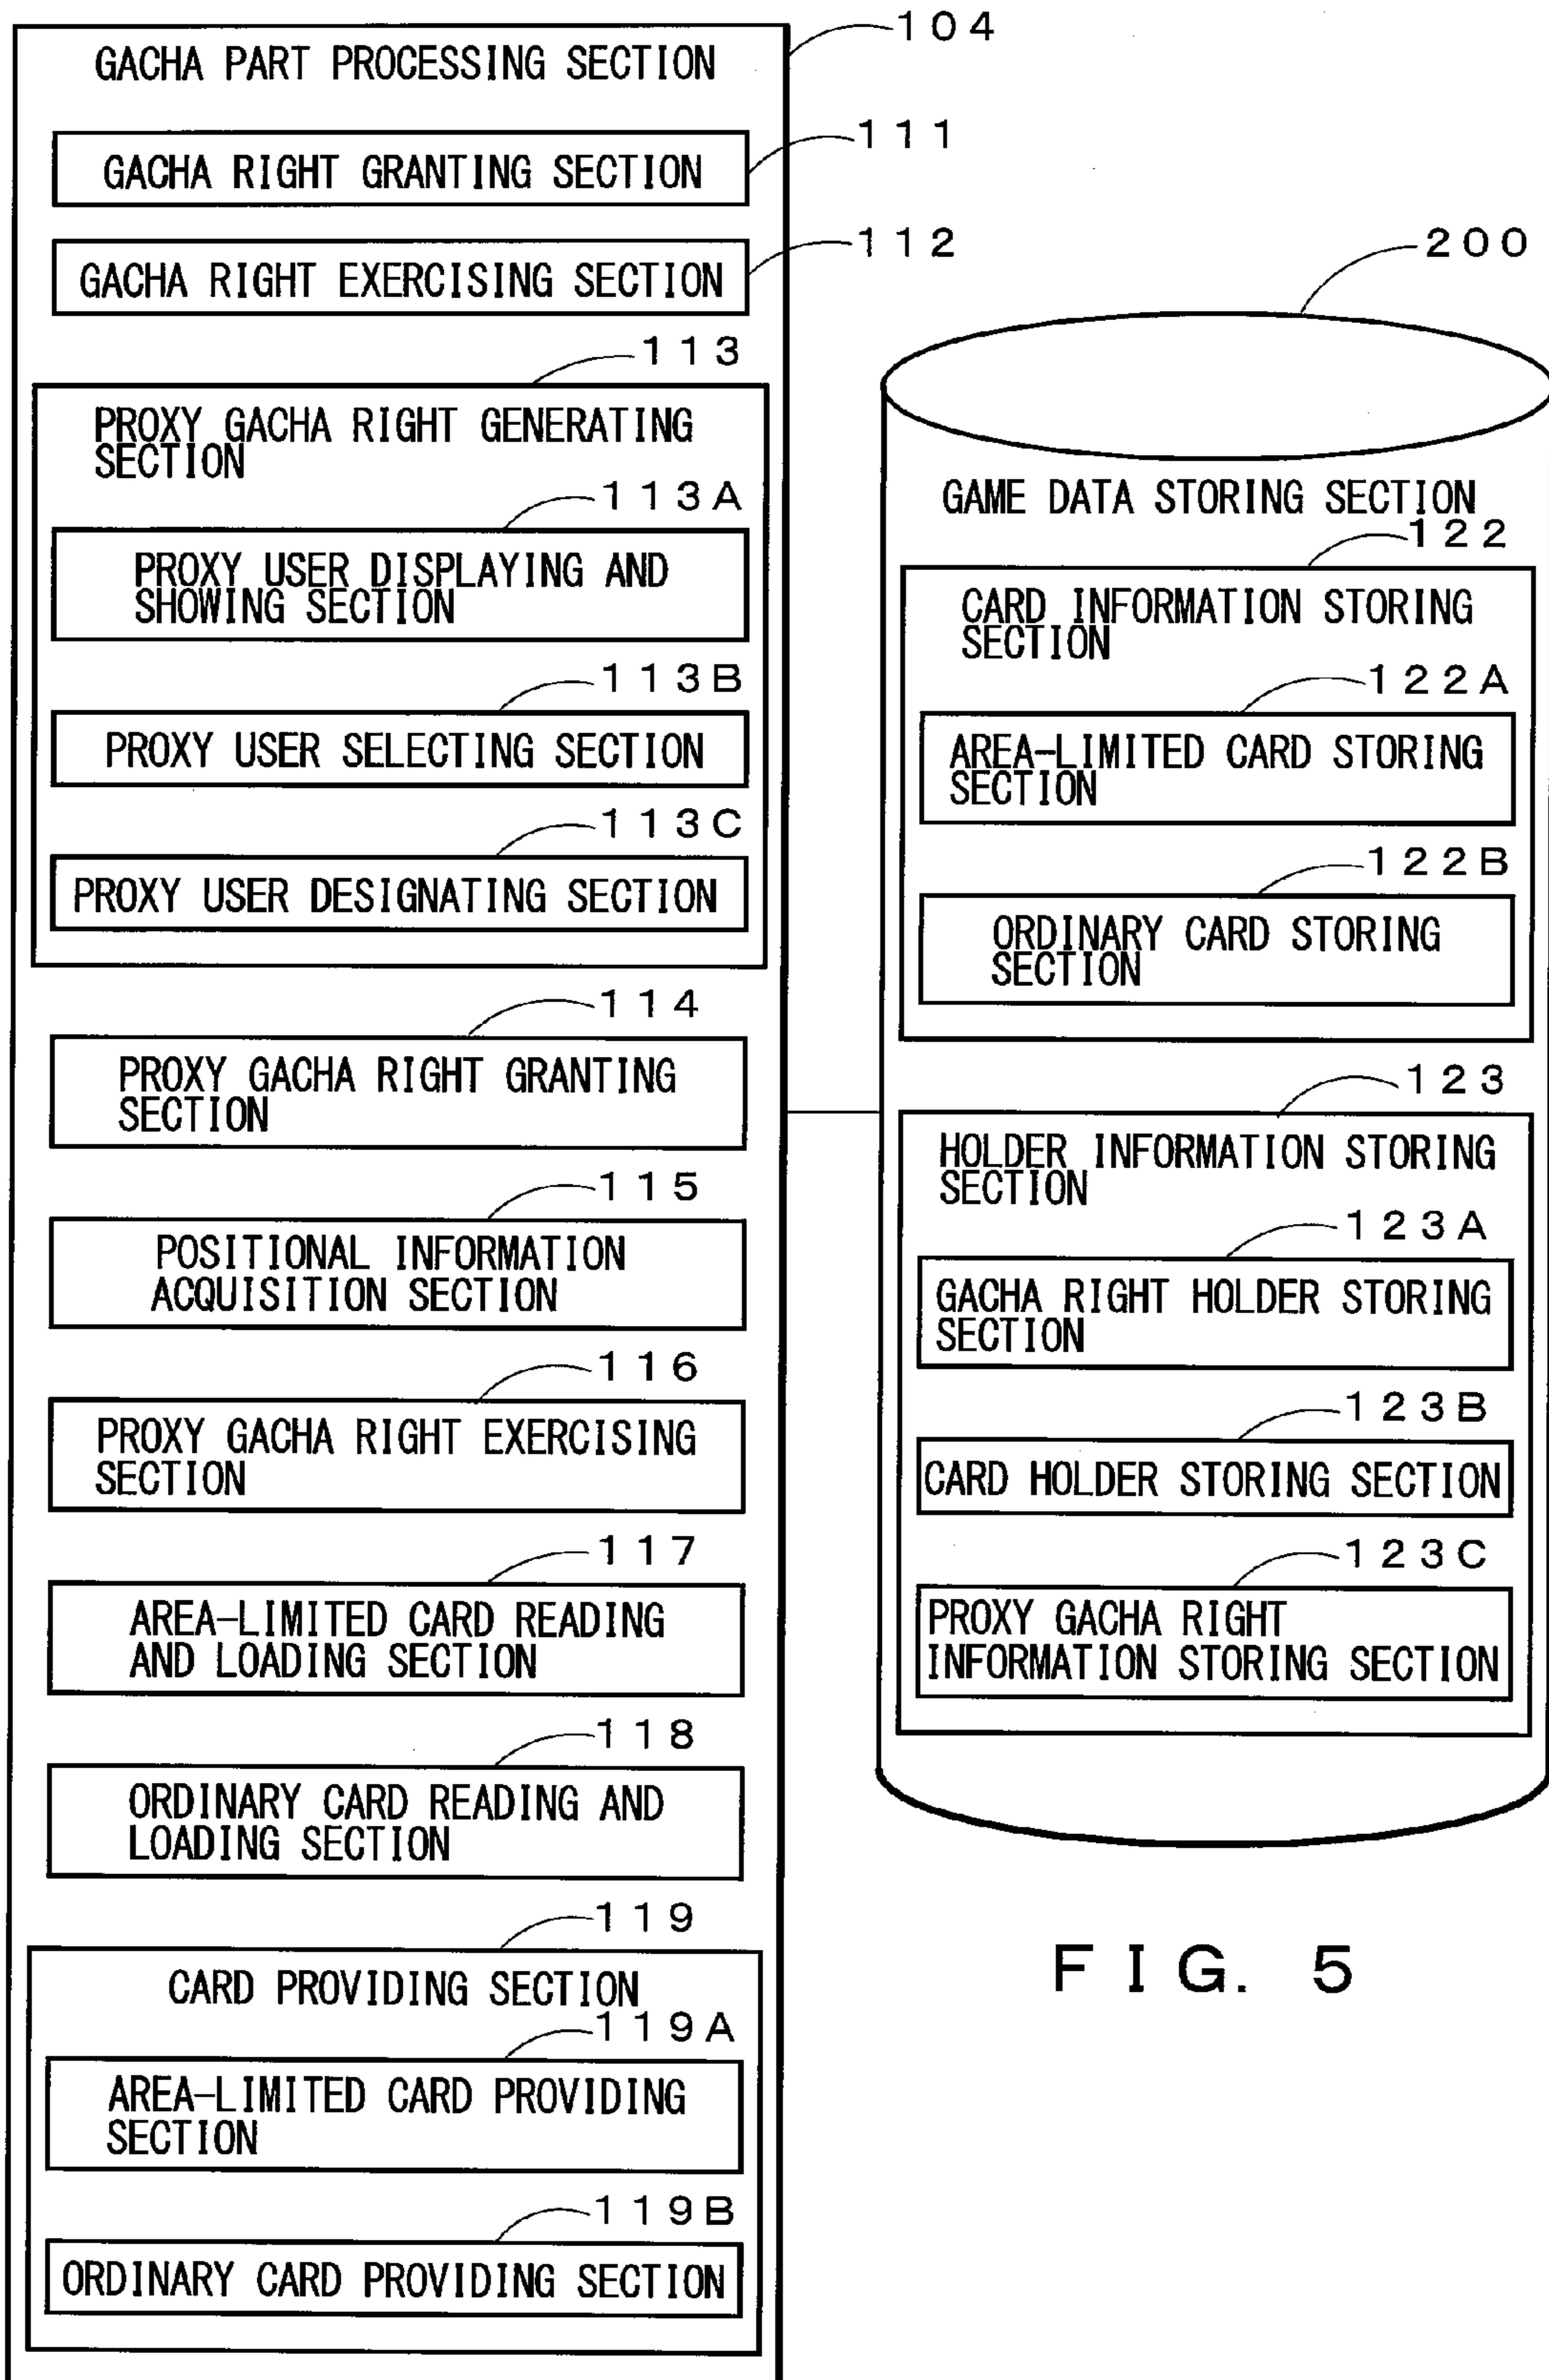 104
GACHA PART PROCESSING SECTION
111
GACHA RIGHT GRANTING SECTION
112
GACHA RIGHT EXERCISING SECTION
113
PROXY GACHA RIGHT GENERATING
SECTION
113A
PROXY USER DISPLAYING AND
SHOWING SECTION
113B
PROXY USER SELECTING SECTION
113C
PROXY USER DESIGNATING SECTION
114
PROXY GACHA RIGHT GRANTING
SECTION
115
POSITIONAL INFORMATION
ACQUISITION SECTION
116
PROXY GACHA RIGHT EXERCISING
SECTION
117
AREA-LIMITED CARD READING
AND LOADING SECTION
118
ORDINARY CARD READING AND
LOADING SECTION
119
CARD PROVIDING SECTION
119A
AREA-LIMITED CARD PROVIDING
SECTION
119B
ORDINARY CARD PROVIDING SECTION
200
GAME DATA STORING SECTION
122
CARD INFORMATION STORING
SECTION
122A
AREA-LIMITED CARD STORING
SECTION
122B
ORDINARY CARD STORING
SECTION
123
HOLDER INFORMATION STORING
SECTION
123A
GACHA RIGHT HOLDER STORING
SECTION
123B
CARD HOLDER STORING SECTION
123C
PROXY GACHA RIGHT
INFORMATION STORING SECTION
FIG. 5